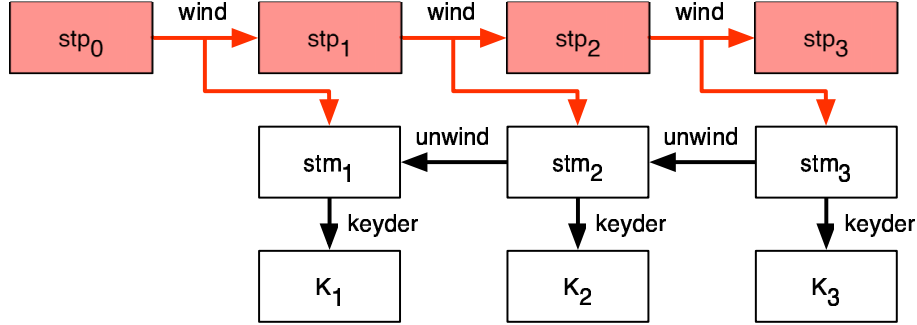 wind wind wind
stp0 stp1 stp2 stp3
unwind unwind
stm1 stm2 stm3
keyder keyder keyder
K1 K2 K3